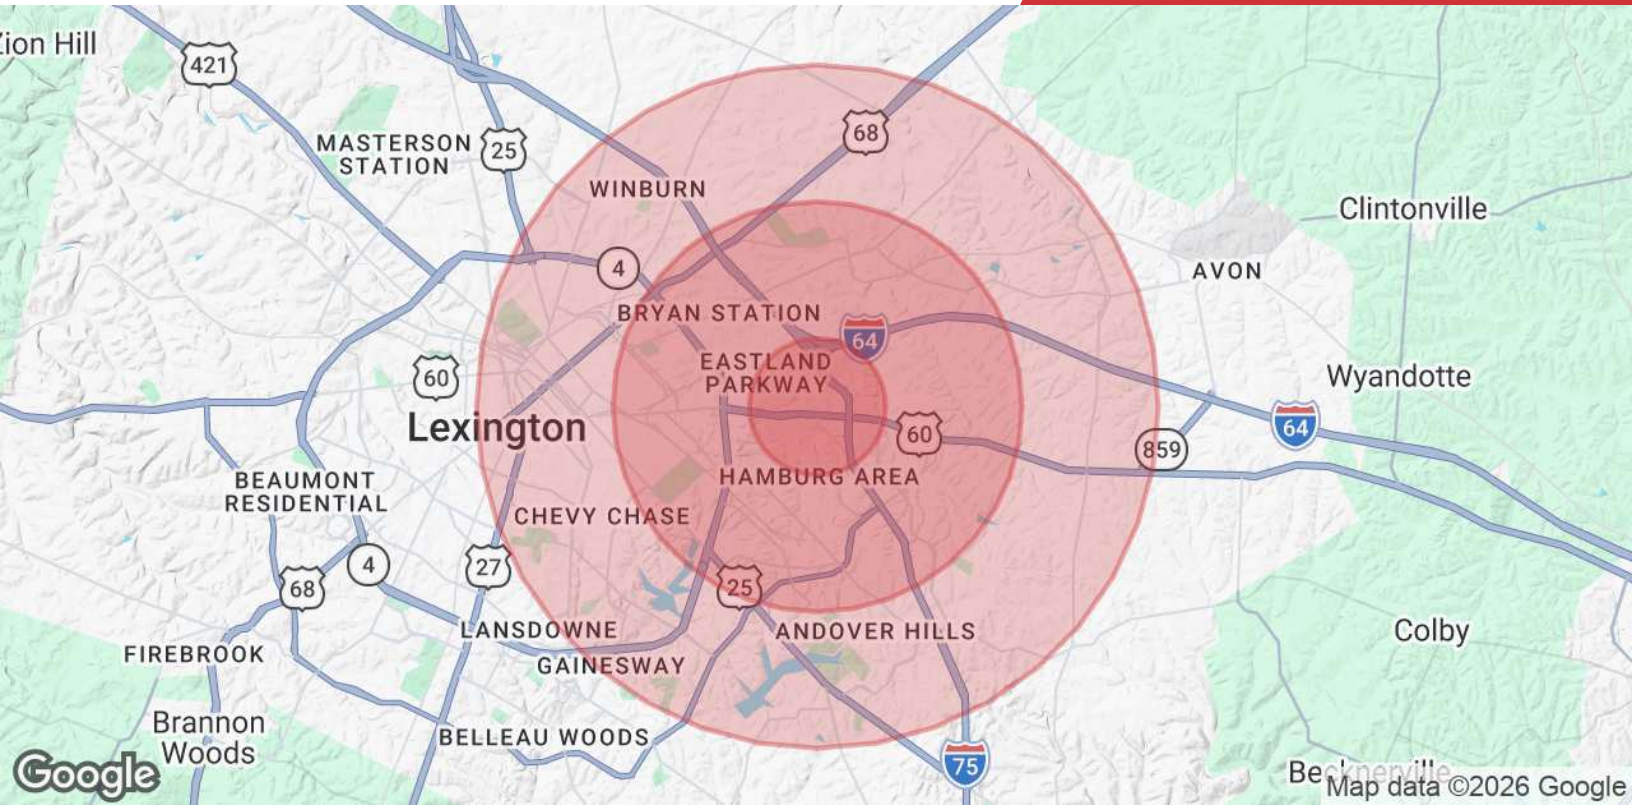 Zion Hill
421
68
MASTERSON
STATION
25
WINBURN
Clintonville
4
AVON
BRYAN STATION
64
EASTLAND
PARKWAY
60
Wyandotte
Lexington
60
64
859
HAMBURG AREA
BEAUMONT
RESIDENTIAL
CHEVY CHASE
4
27
68
25
LANSDOWNE
ANDOVER HILLS
Colby
FIREBROOK
GAINESWAY
Brannon
Woods
BELLEAU WOODS
75
Google
Becknerville
Map data ©2026 Google